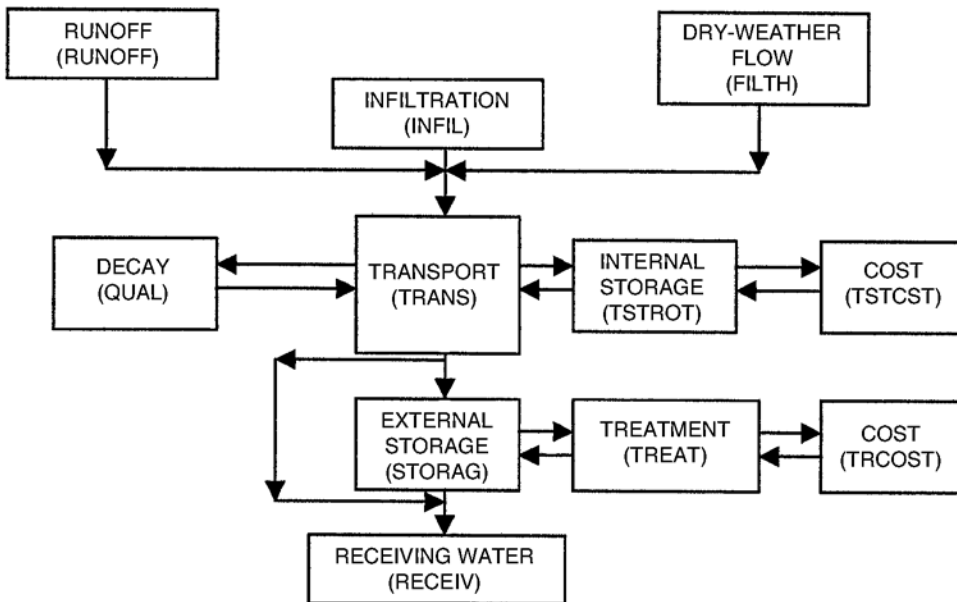 RUNOFF
(RUNOFF)
DRY-WEATHER
FLOW
(FILTH)
INFILTRATION
(INFIL)
DECAY
(QUAL)
TRANSPORT
(TRANS)
INTERNAL
STORAGE
(TSTROT)
COST
(TSTCST)
EXTERNAL
STORAGE
(STORAG)
TREATMENT
(TREAT)
COST
(TRCOST)
RECEIVING WATER
(RECEIV)